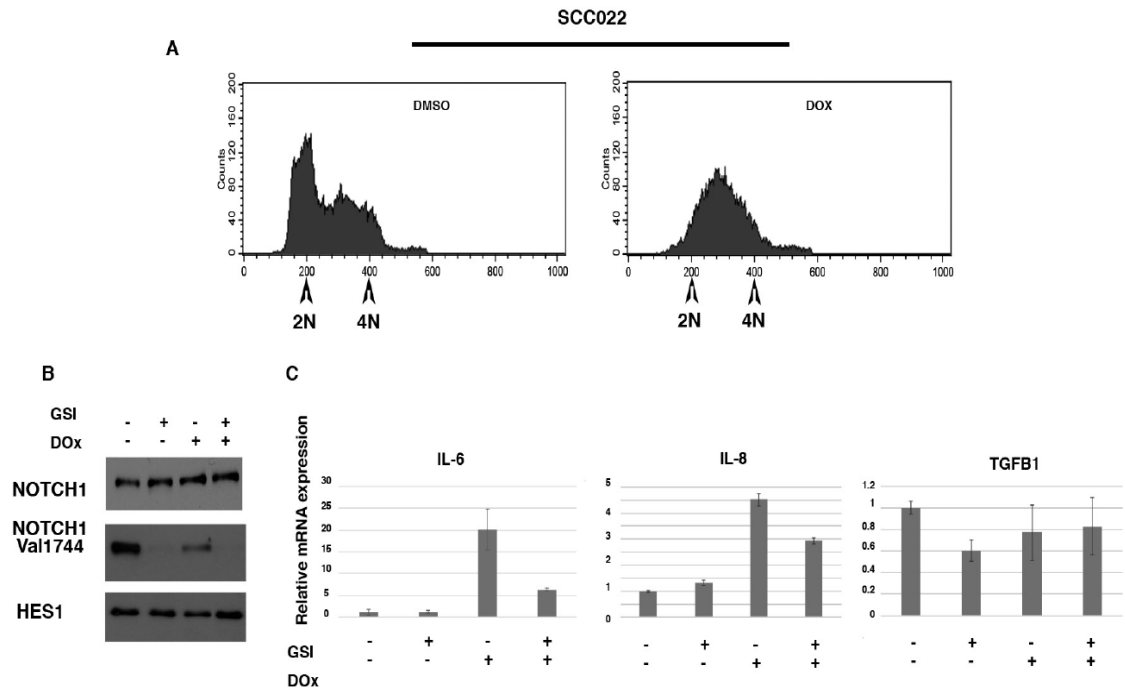 SCC022
A
DMSO
DOX
Counts
200
160
120
80
40
0
0 200 400 600 800 1000
2N 4N
Counts
200
160
120
80
40
0
0 200 400 600 800 1000
2N 4N
B
GSI - + - +
DOx - - + +
NOTCH1
NOTCH1
Val1744
HES1
C
Relative mRNA expression
IL-6
30
25
20
15
10
5
0
IL-8
5
4
3
2
1
0
TGFB1
1.2
1
0.8
0.6
0.4
0.2
0
GSI - + - + - + - + - + - +
DOx - - + + - - + + - - + +